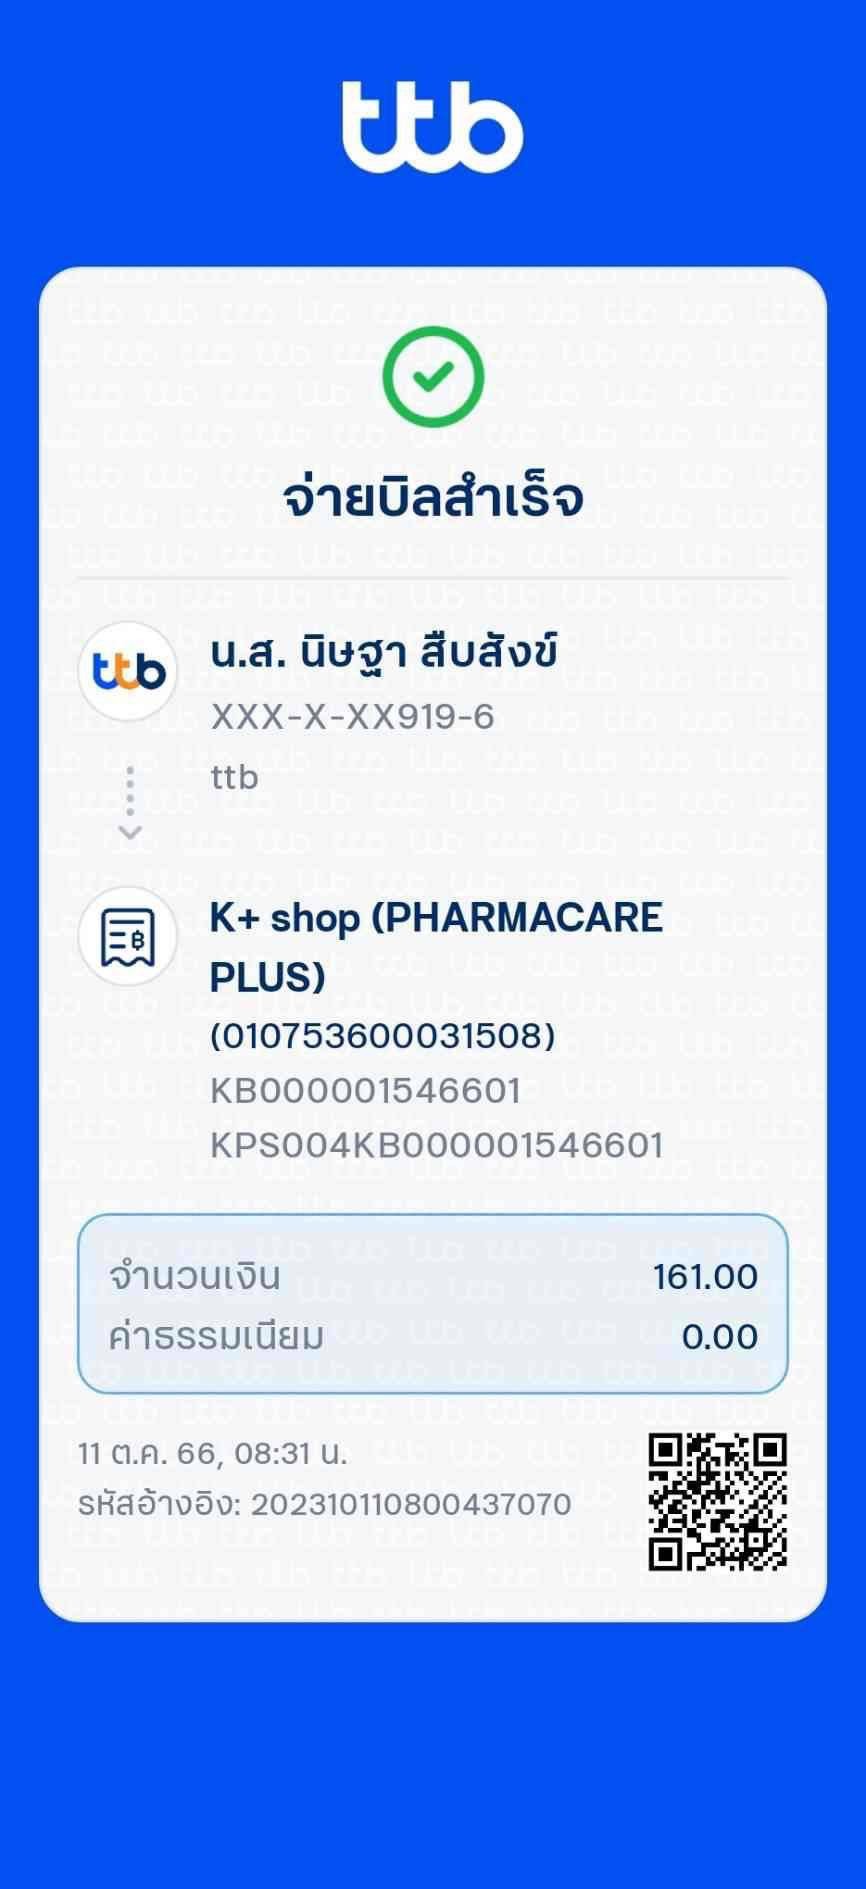 ttb
จ่ายบิลสำเร็จ
ttb
น.ส. นิษฐา สืบสังข์
XXX-X-XX919-6
ttb
K+ shop (PHARMACARE
PLUS)
(010753600031508)
KB000001546601
KPS004KB000001546601
จำนวนเงิน 161.00
ค่าธรรมเนียม 0.00
11 ต.ค. 66, 08:31 น.
รหัสอ้างอิง: 202310110800437070